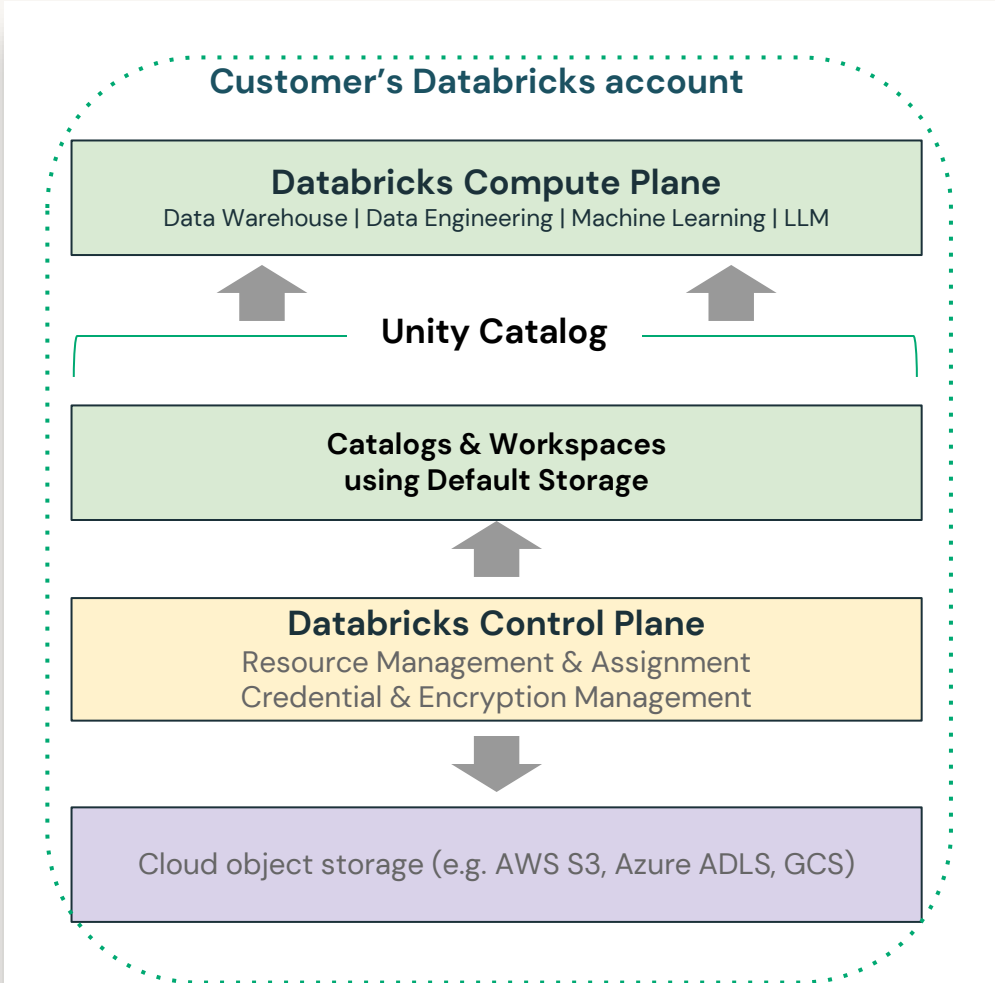 Customer’s Databricks account
Databricks Compute Plane
Data Warehouse | Data Engineering | Machine Learning | LLM
Unity Catalog
Catalogs & Workspaces
using Default Storage
Databricks Control Plane
Resource Management & Assignment
Credential & Encryption Management
Cloud object storage (e.g. AWS S3, Azure ADLS, GCS)